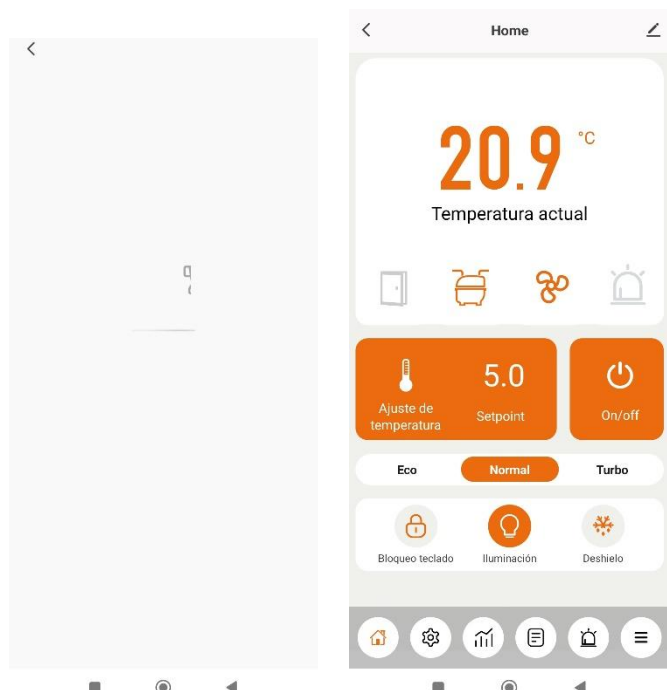 Home
20.9 °C
Temperatura actual
5.0
Ajuste de
temperatura
Setpoint
On/off
Eco Normal Turbo
Bloqueo teclado Iluminación Deshielo